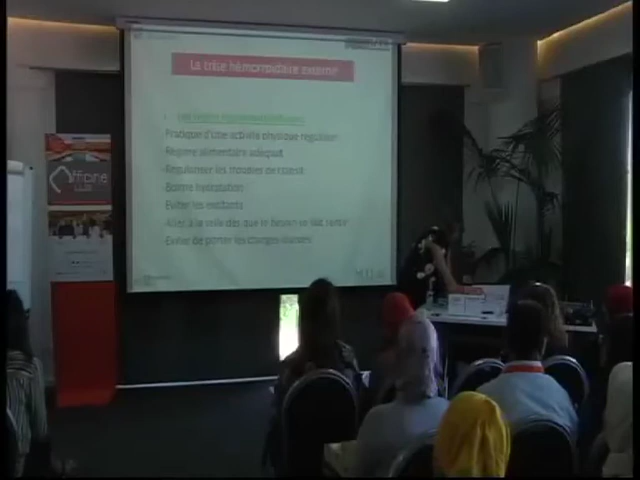 La crise hémorroïdaire externe
Pratique d'une activité physique régulière
Régime alimentaire adéquat
Régulariser les troubles de transit
Bonne hydratation
Eviter les excitants
Aller à la selle dès que le besoin se fait sentir
Eviter de porter les charges lourdes